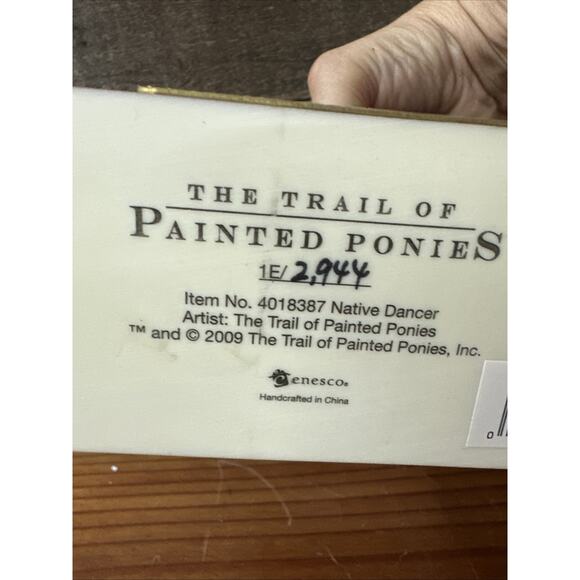 THE TRAIL OF
PAINTED PONIES
1E/ 2,944
Item No. 4018387 Native Dancer
Artist: The Trail of Painted Ponies
™ and © 2009 The Trail of Painted Ponies, Inc.
enesco®
Handcrafted in China
0